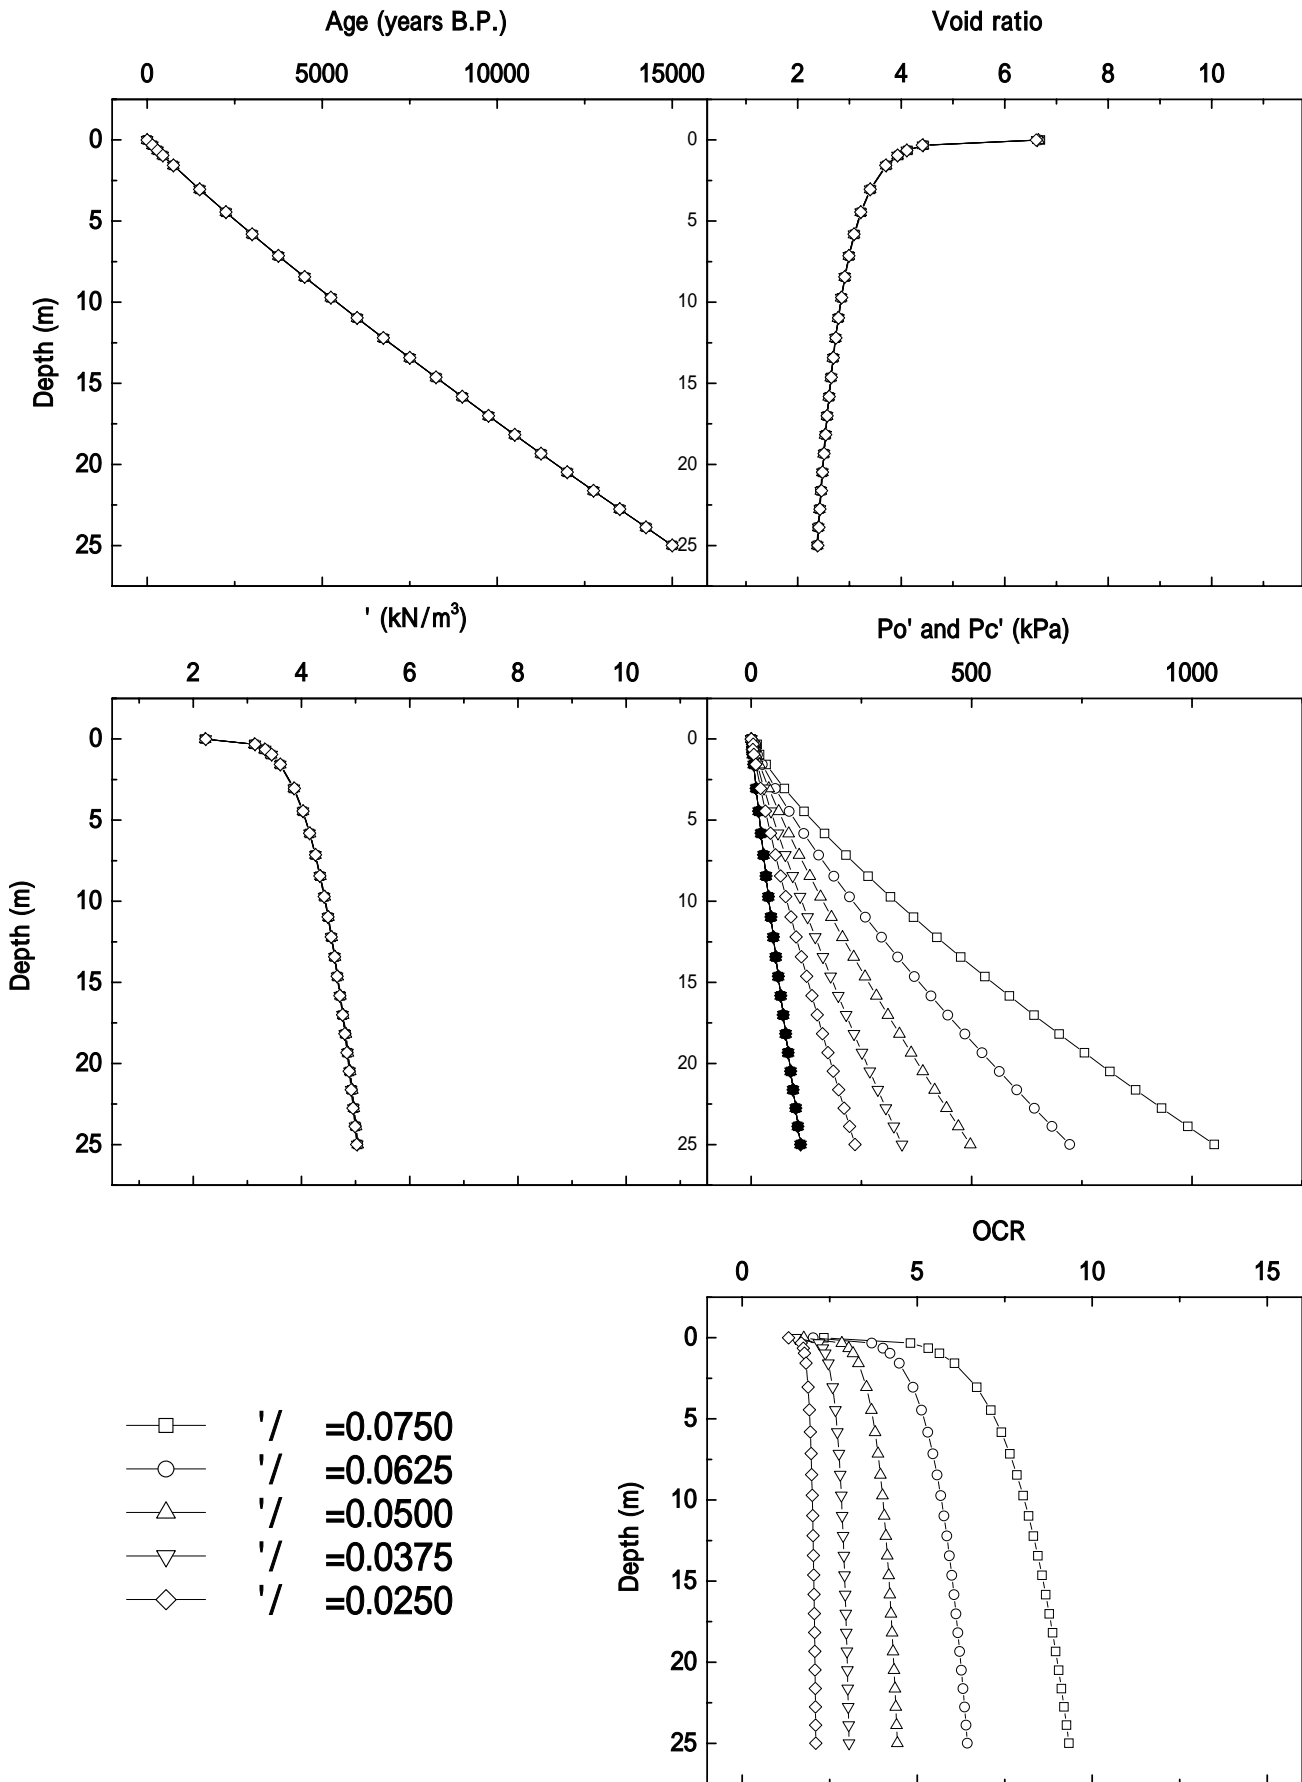 Age (years B.P.)
Void ratio
0 5000 10000 15000
2 4 6 8 10
0
5
10
15
20
25
Depth (m)
0
5
10
15
20
25
' (kN/m³)
Po' and Pc' (kPa)
2 4 6 8 10
0 500 1000
0
5
10
15
20
25
Depth (m)
0
5
10
15
20
25
OCR
0 5 10 15
0
5
10
15
20
25
Depth (m)
'/ =0.0750
'/ =0.0625
'/ =0.0500
'/ =0.0375
'/ =0.0250